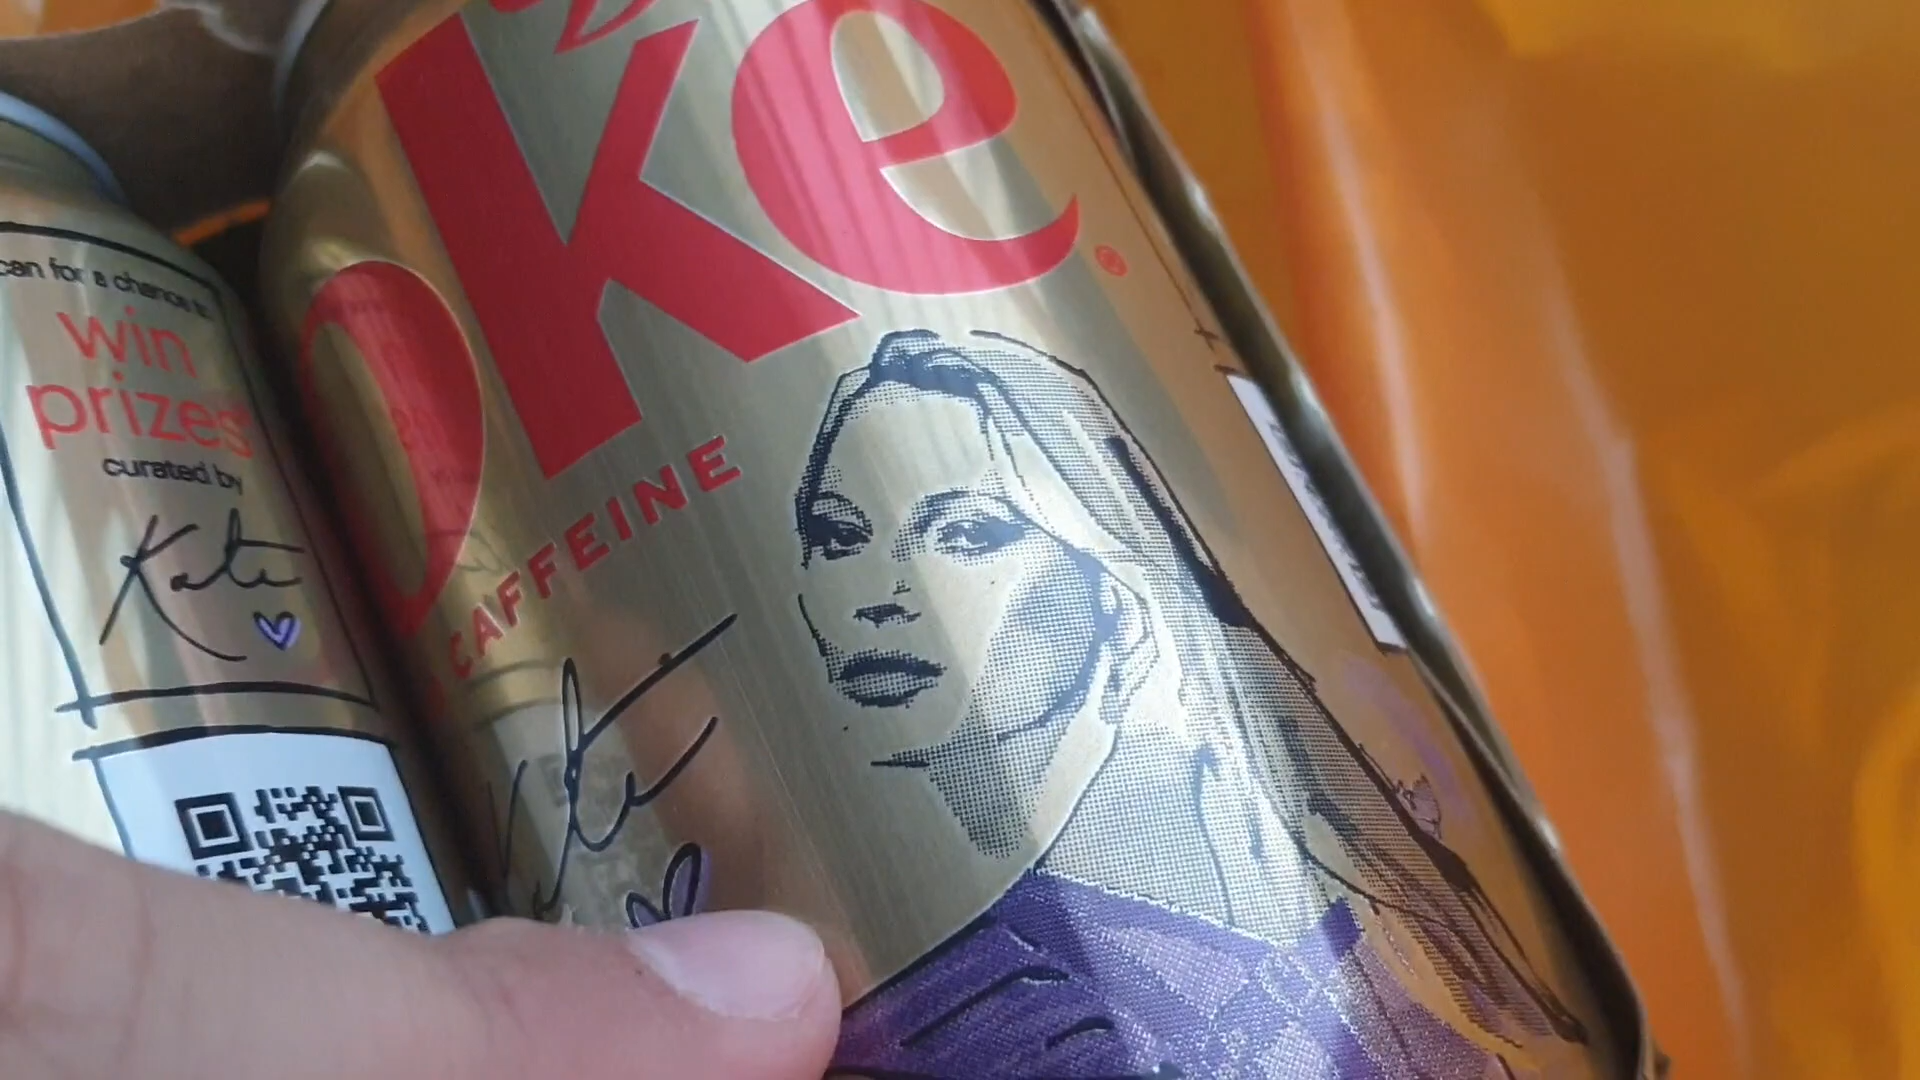 can for a chance to
win
prizes
curated by
Kate
oke
®
CAFFEINE
Kate